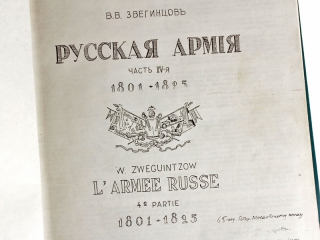 В.В. ЗВЕГИНЦОВЪ
РУССКАЯ АРМІЯ
ЧАСТЬ IV-Я
1801-1825
W. ZWEGUINTZOW
L'ARMEE RUSSE
4e PARTIE
1801-1825